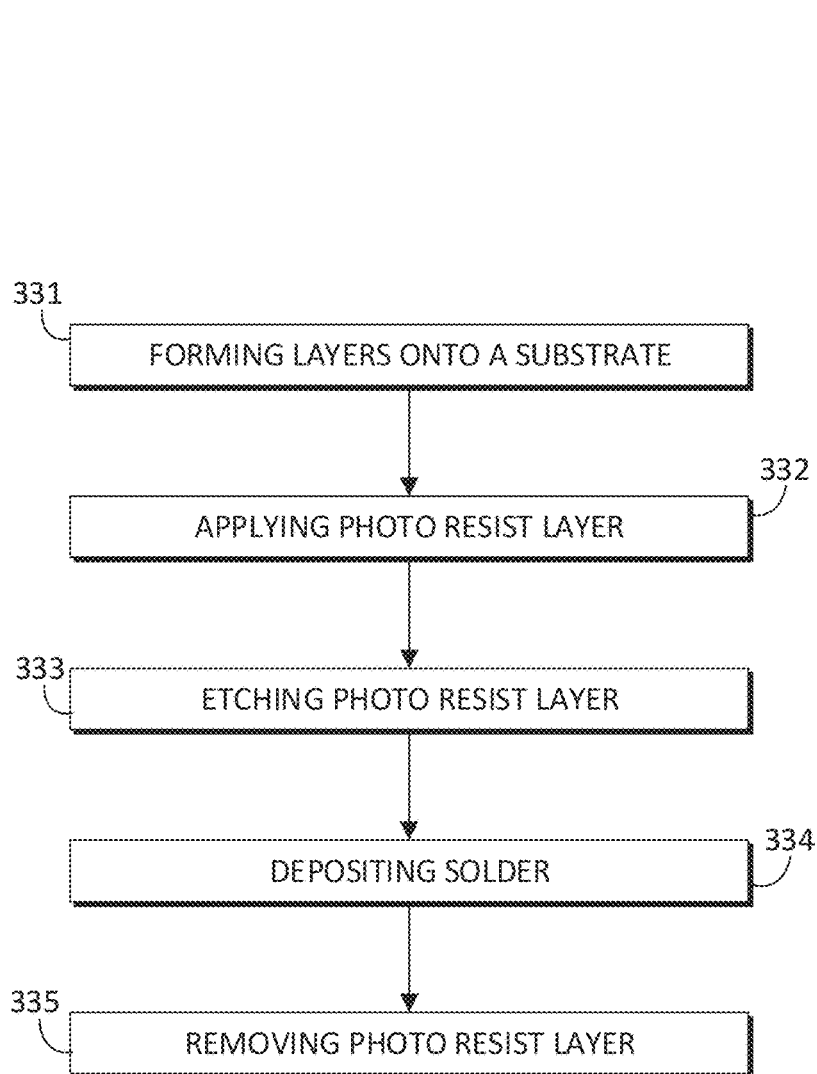 331
FORMING LAYERS ONTO A SUBSTRATE
332
APPLYING PHOTO RESIST LAYER
333
ETCHING PHOTO RESIST LAYER
334
DEPOSITING SOLDER
335
REMOVING PHOTO RESIST LAYER